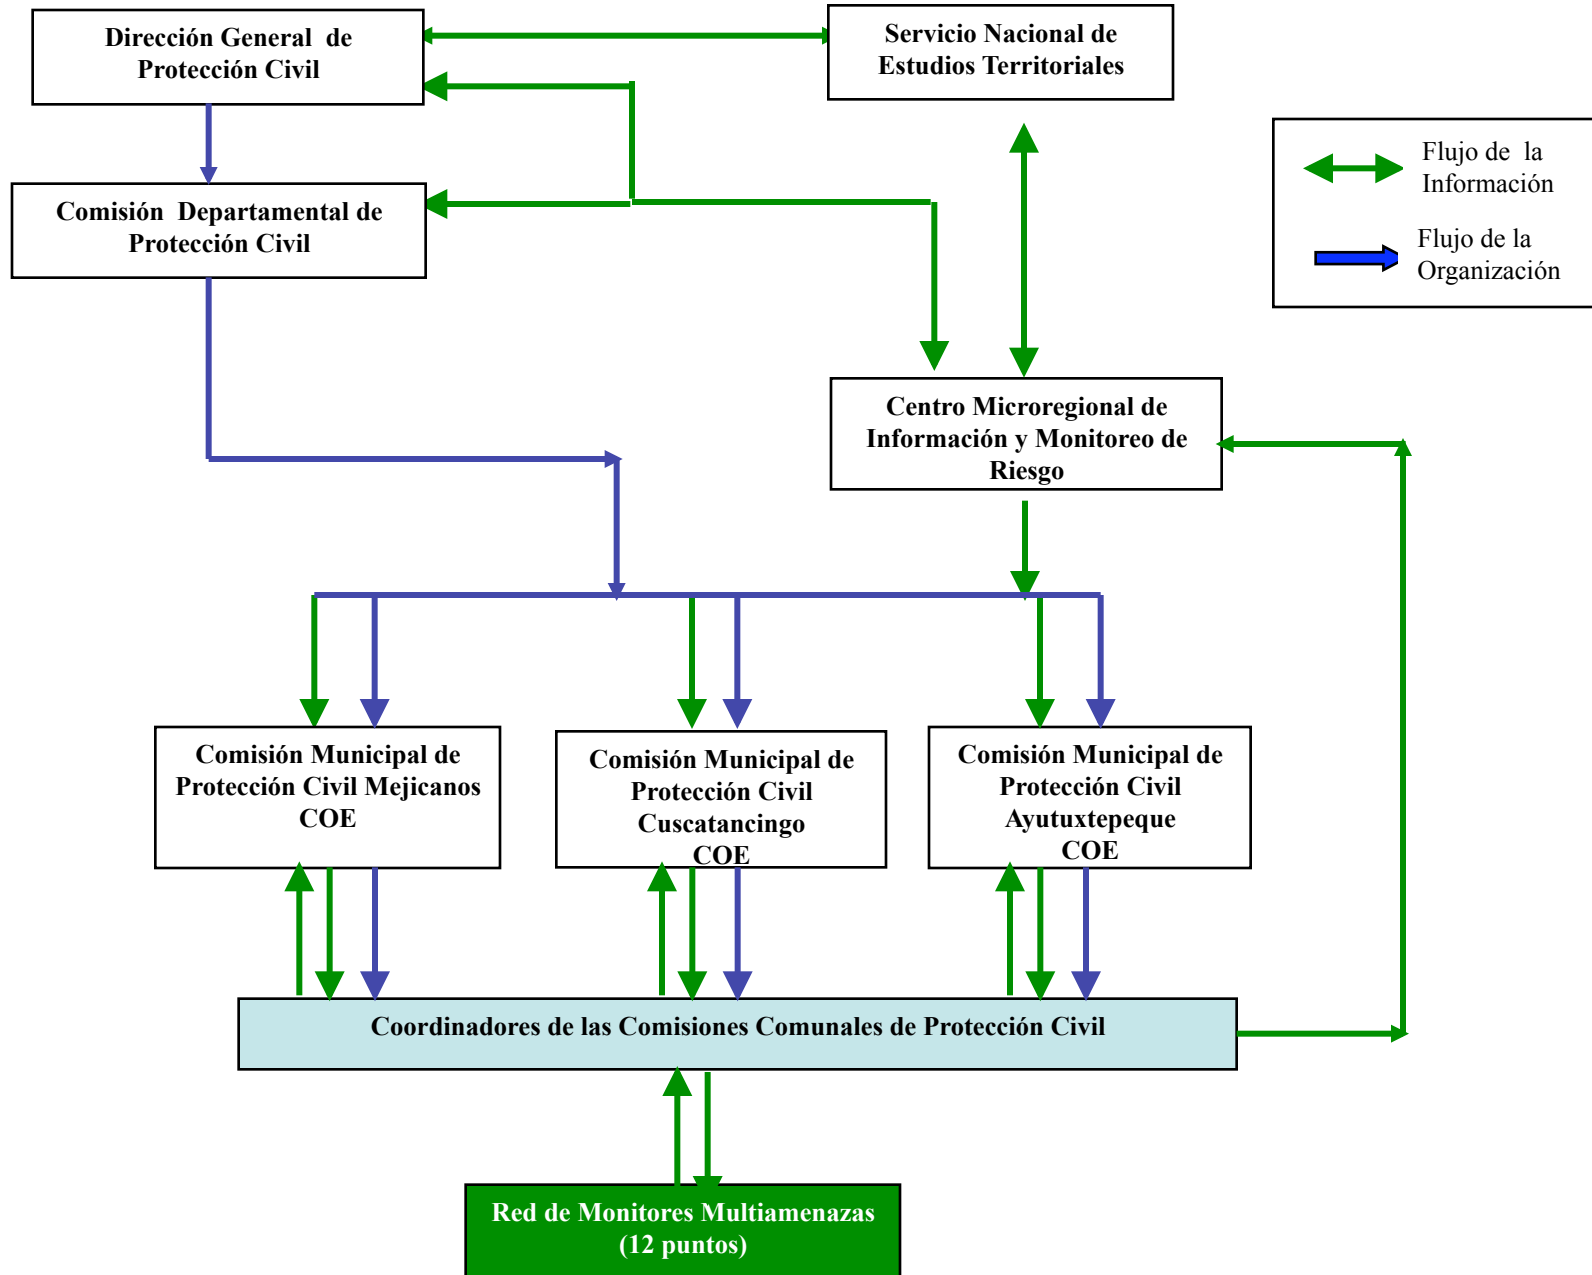 Dirección General de
Protección Civil
Servicio Nacional de
Estudios Territoriales
Flujo de la
Información
Flujo de la
Organización
Comisión Departamental de
Protección Civil
Centro Microregional de
Información y Monitoreo de
Riesgo
Comisión Municipal de
Protección Civil Mejicanos
COE
Comisión Municipal de
Protección Civil
Cuscatancingo
COE
Comisión Municipal de
Protección Civil
Ayutuxtepeque
COE
Coordinadores de las Comisiones Comunales de Protección Civil
Red de Monitores Multiamenazas
(12 puntos)